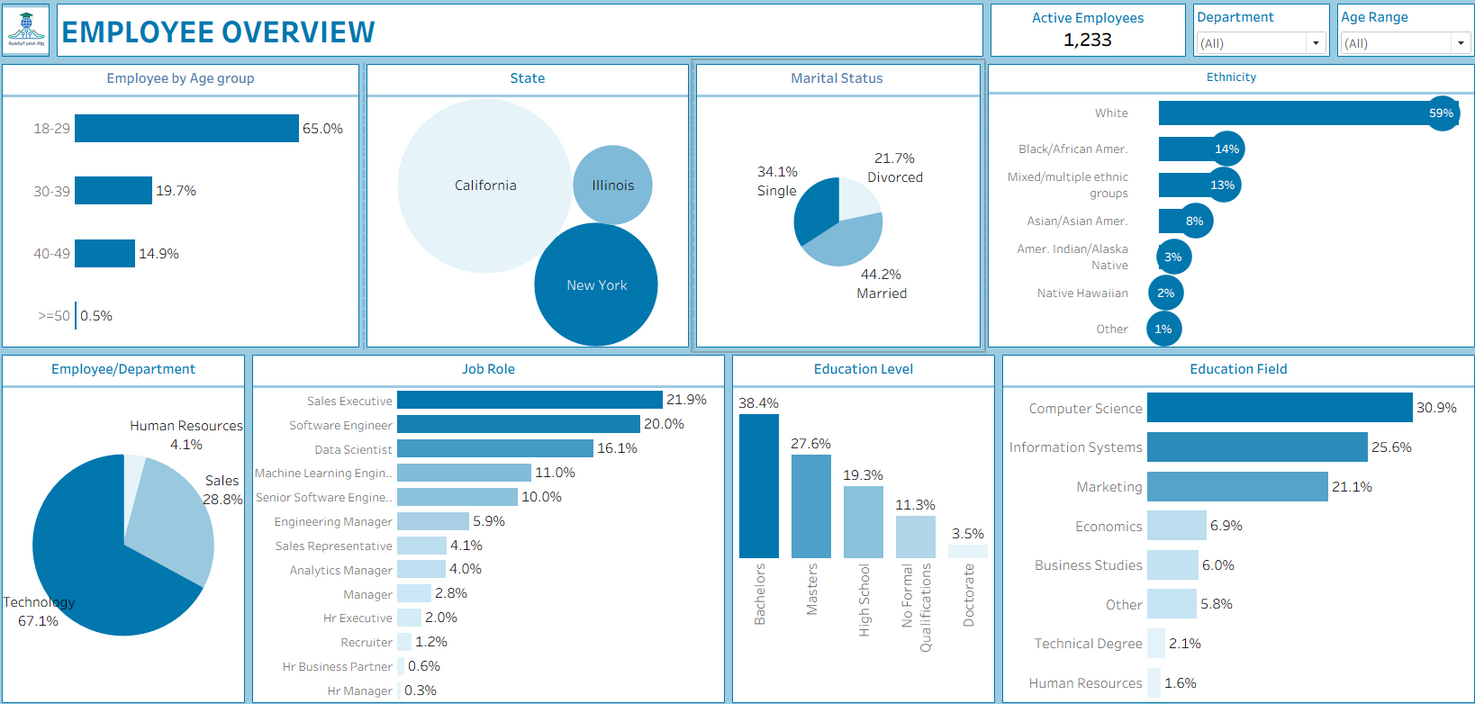 EMPLOYEE OVERVIEW
Active Employees
1,233
Department
(All)
Age Range
(All)
Employee by Age group
18-29
65.0%
30-39
19.7%
40-49
14.9%
>=50
0.5%
State
California
Illinois
New York
Marital Status
34.1%
Single
21.7%
Divorced
44.2%
Married
Ethnicity
White
59%
Black/African Amer.
14%
Mixed/multiple ethnic
groups
13%
Asian/Asian Amer.
8%
Amer. Indian/Alaska
Native
3%
Native Hawaiian
2%
Other
1%
Employee/Department
Human Resources
4.1%
Sales
28.8%
Technology
67.1%
Job Role
Sales Executive
21.9%
Software Engineer
20.0%
Data Scientist
16.1%
Machine Learning Engin..
11.0%
Senior Software Engine..
10.0%
Engineering Manager
5.9%
Sales Representative
4.1%
Analytics Manager
4.0%
Manager
2.8%
Hr Executive
2.0%
Recruiter
1.2%
Hr Business Partner
0.6%
Hr Manager
0.3%
Education Level
38.4%
27.6%
19.3%
11.3%
3.5%
Bachelors
Masters
High School
No Formal
Qualifications
Doctorate
Education Field
Computer Science
30.9%
Information Systems
25.6%
Marketing
21.1%
Economics
6.9%
Business Studies
6.0%
Other
5.8%
Technical Degree
2.1%
Human Resources
1.6%